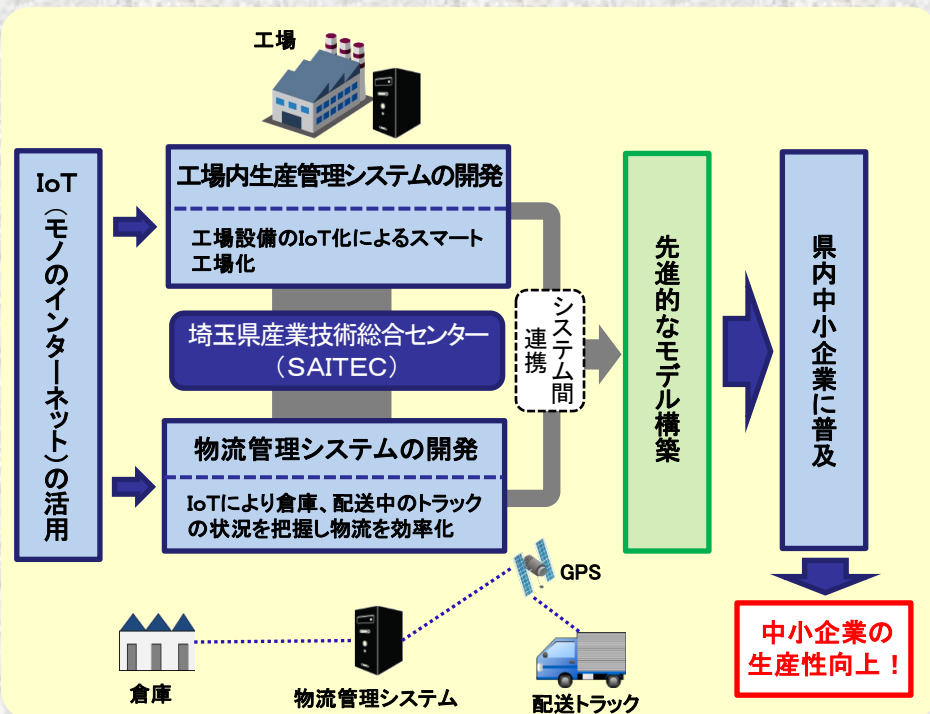 工場
IoT
（モノのインターネット）の活用
工場内生産管理システムの開発
工場設備のIoT化によるスマート
工場化
埼玉県産業技術総合センター
（SAITEC）
物流管理システムの開発
IoTにより倉庫、配送中のトラック
の状況を把握し物流を効率化
システム間
連携
先進的なモデル構築
県内中小企業に普及
中小企業の
生産性向上！
GPS
倉庫
物流管理システム
配送トラック